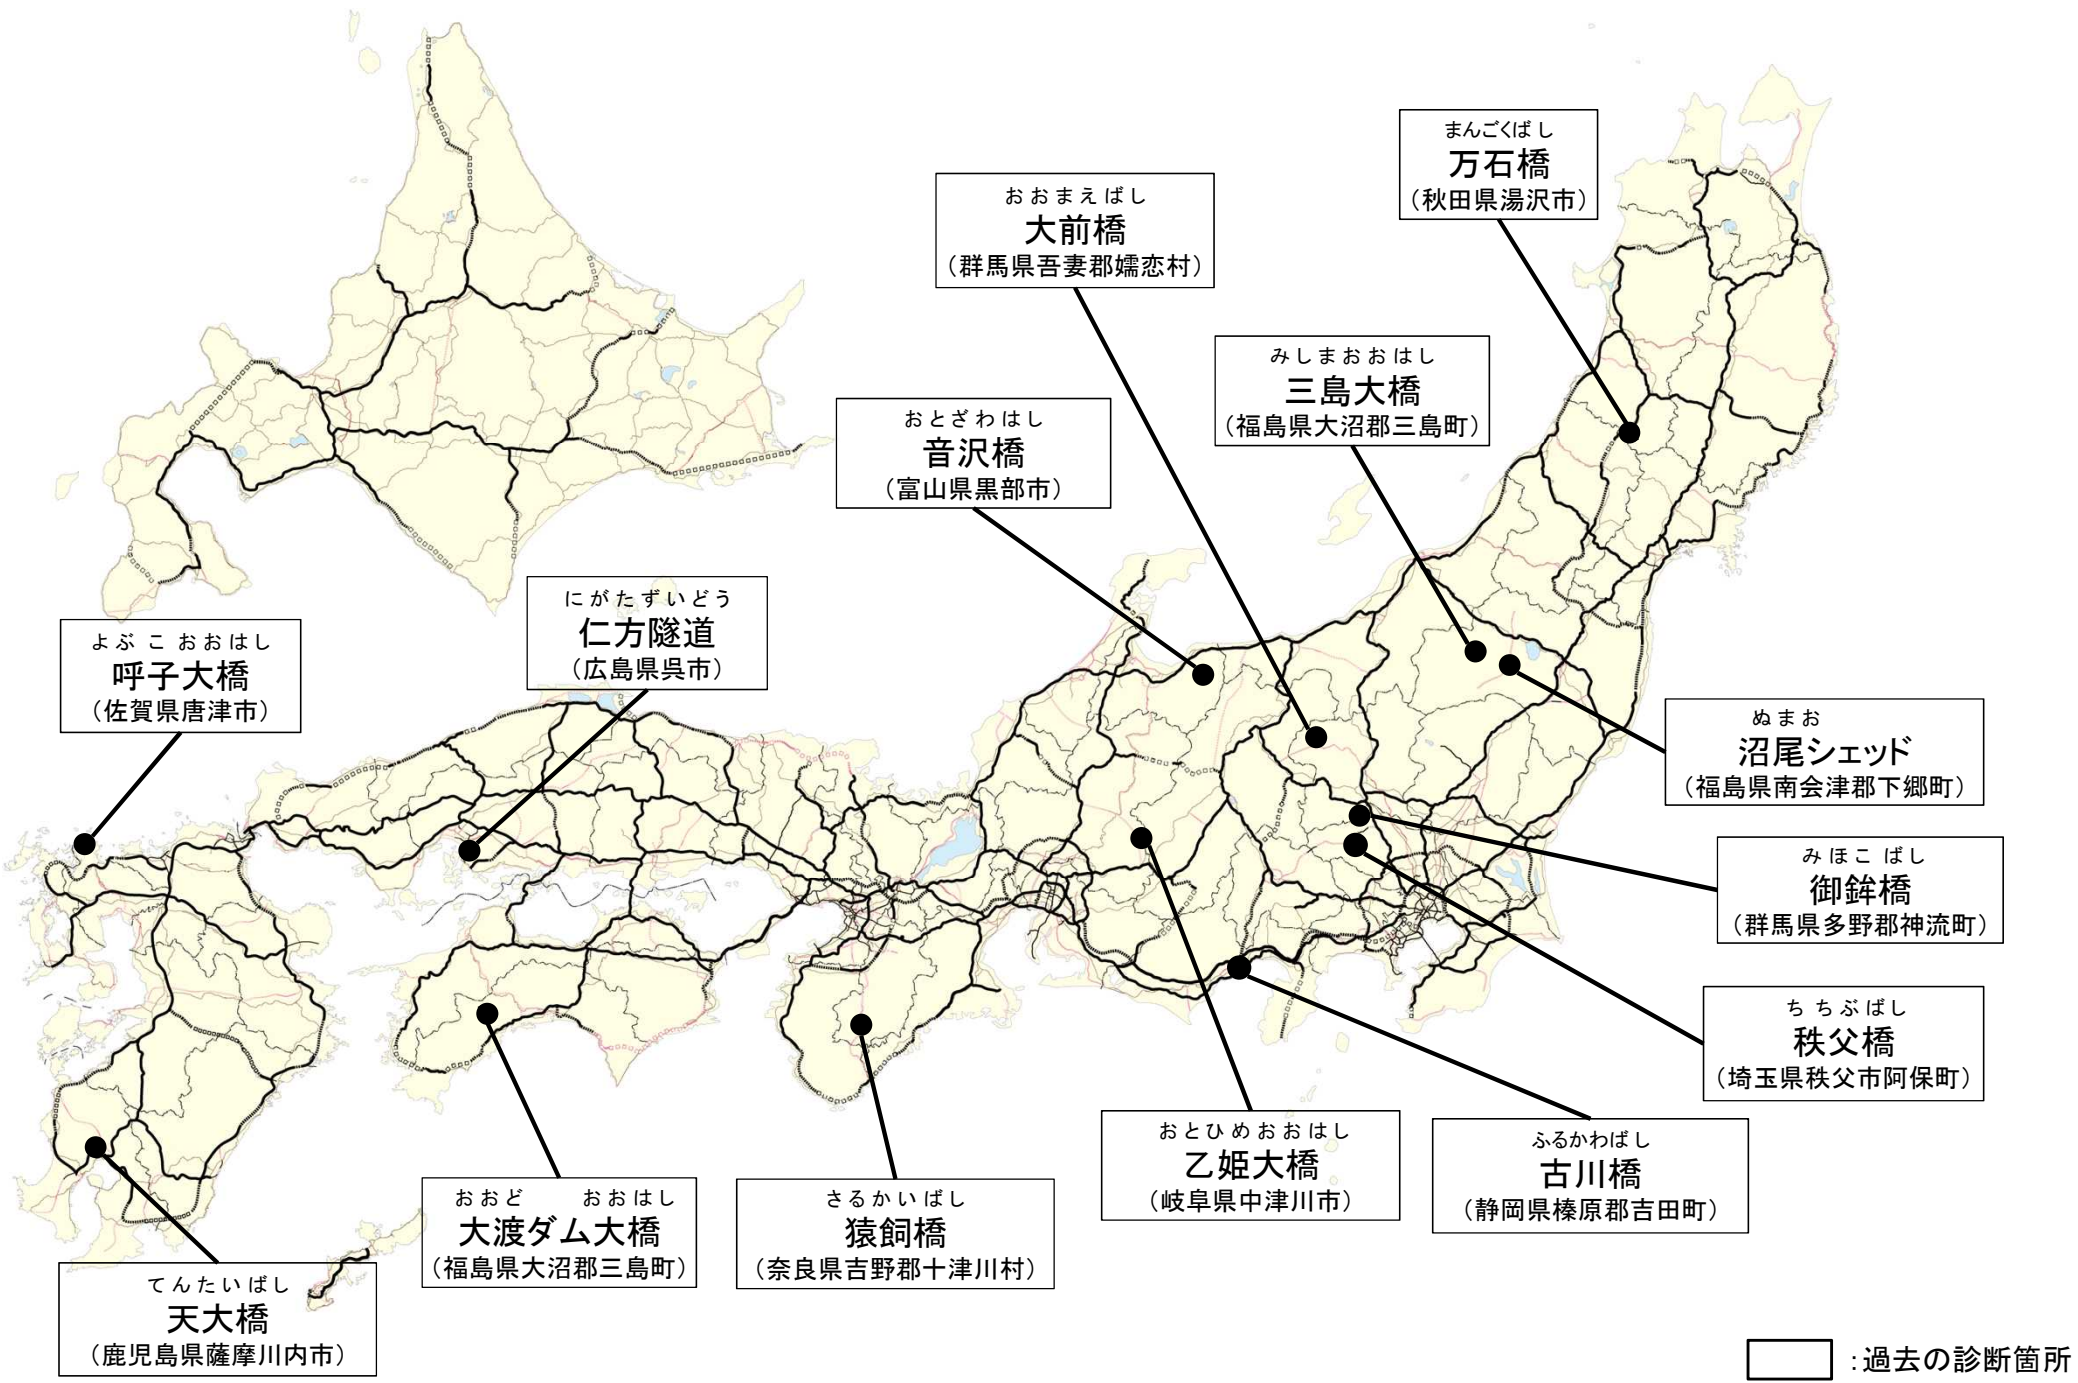 まんごくばし
万石橋
（秋田県湯沢市）
おおまえばし
大前橋
（群馬県吾妻郡嬬恋村）
みしまおおはし
三島大橋
（福島県大沼郡三島町）
おとざわはし
音沢橋
（富山県黒部市）
にがたずいどう
仁方隧道
（広島県呉市）
よぶこおおはし
呼子大橋
（佐賀県唐津市）
ぬまお
沼尾シェッド
（福島県南会津郡下郷町）
みほこばし
御鉾橋
（群馬県多野郡神流町）
ちちぶばし
秩父橋
（埼玉県秩父市阿保町）
おとひめおおはし
乙姫大橋
（岐阜県中津川市）
ふるかわばし
古川橋
（静岡県榛原郡吉田町）
おおど おおはし
大渡ダム大橋
（福島県大沼郡三島町）
さるかいばし
猿飼橋
（奈良県吉野郡十津川村）
てんたいばし
天大橋
（鹿児島県薩摩川内市）
：過去の診断箇所